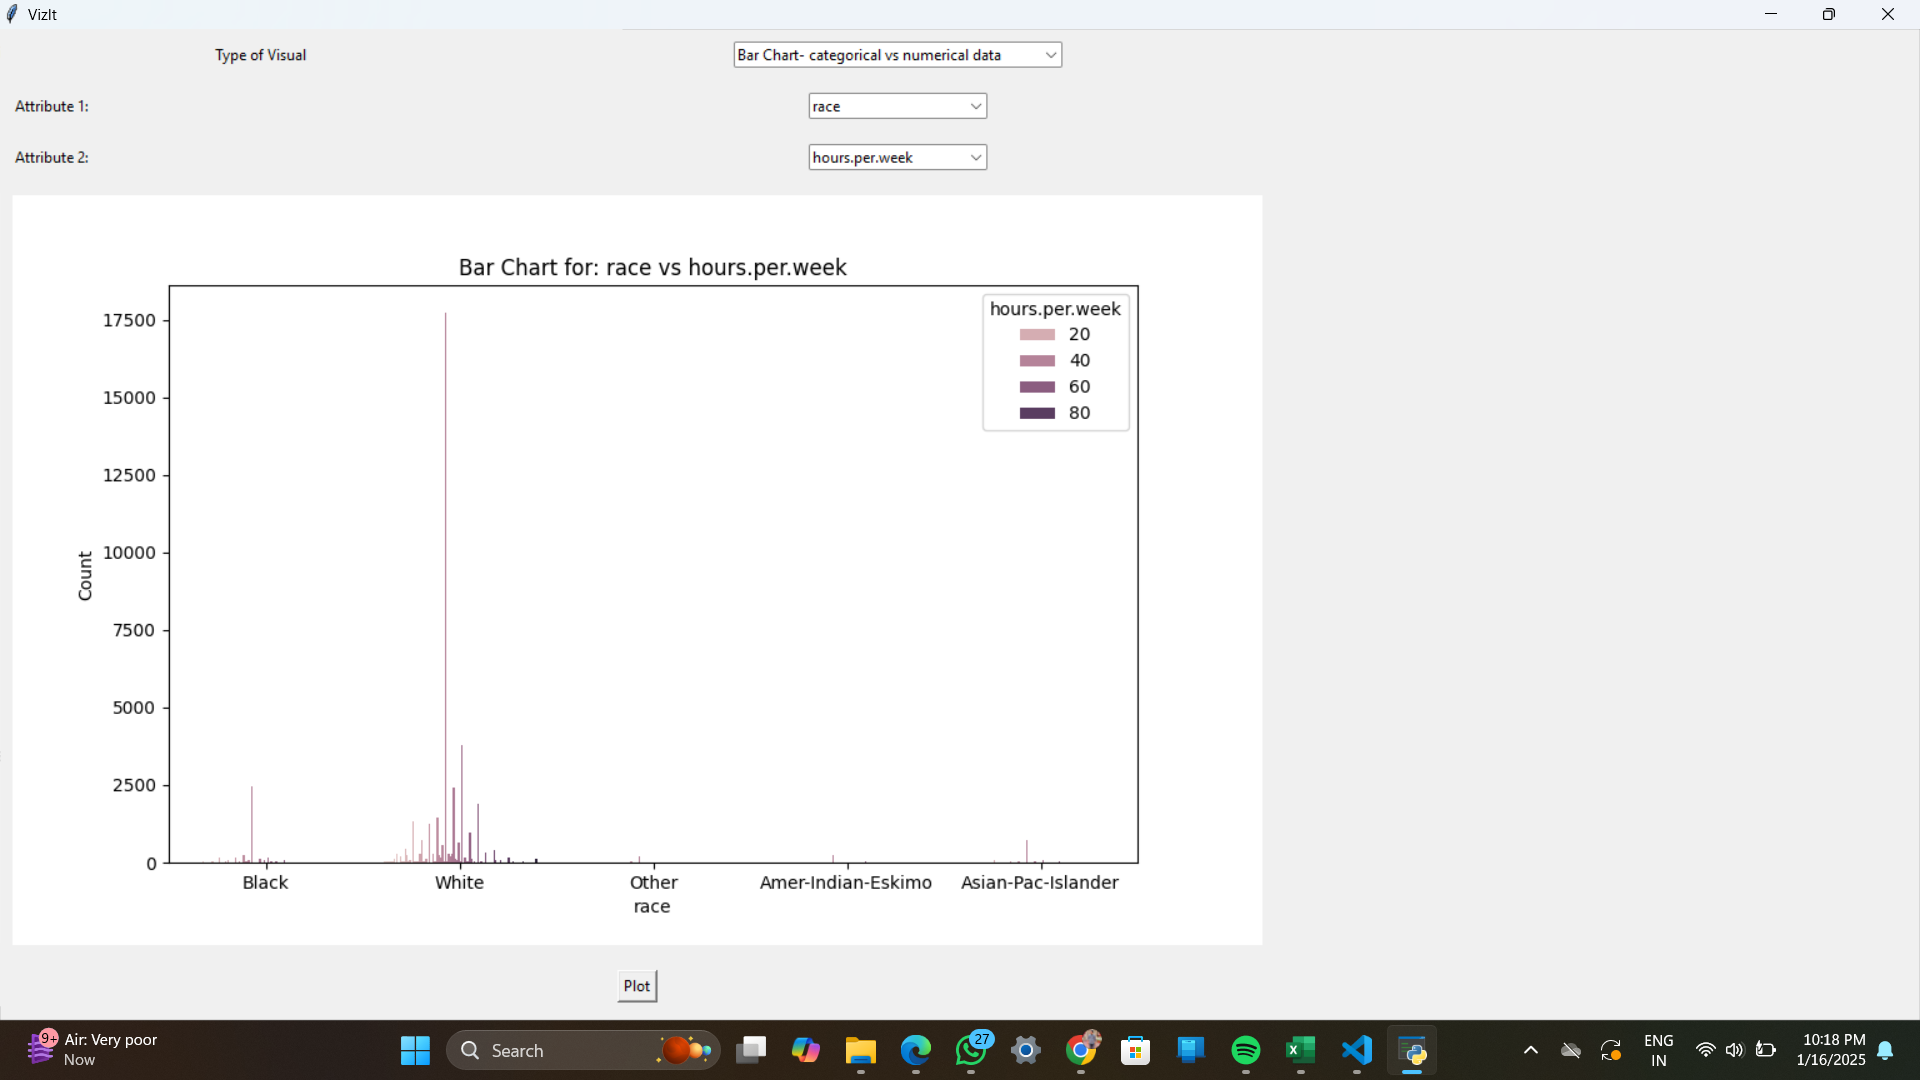 VizIt
Type of Visual
Bar Chart- categorical vs numerical data
Attribute 1:
race
Attribute 2:
hours.per.week
Bar Chart for: race vs hours.per.week
hours.per.week
20
40
60
80
17500
15000
12500
10000
7500
5000
2500
0
Count
Black
White
Other
Amer-Indian-Eskimo
Asian-Pac-Islander
race
Plot
9+
Air: Very poor
Now
Search
27
ENG
IN
10:18 PM
1/16/2025